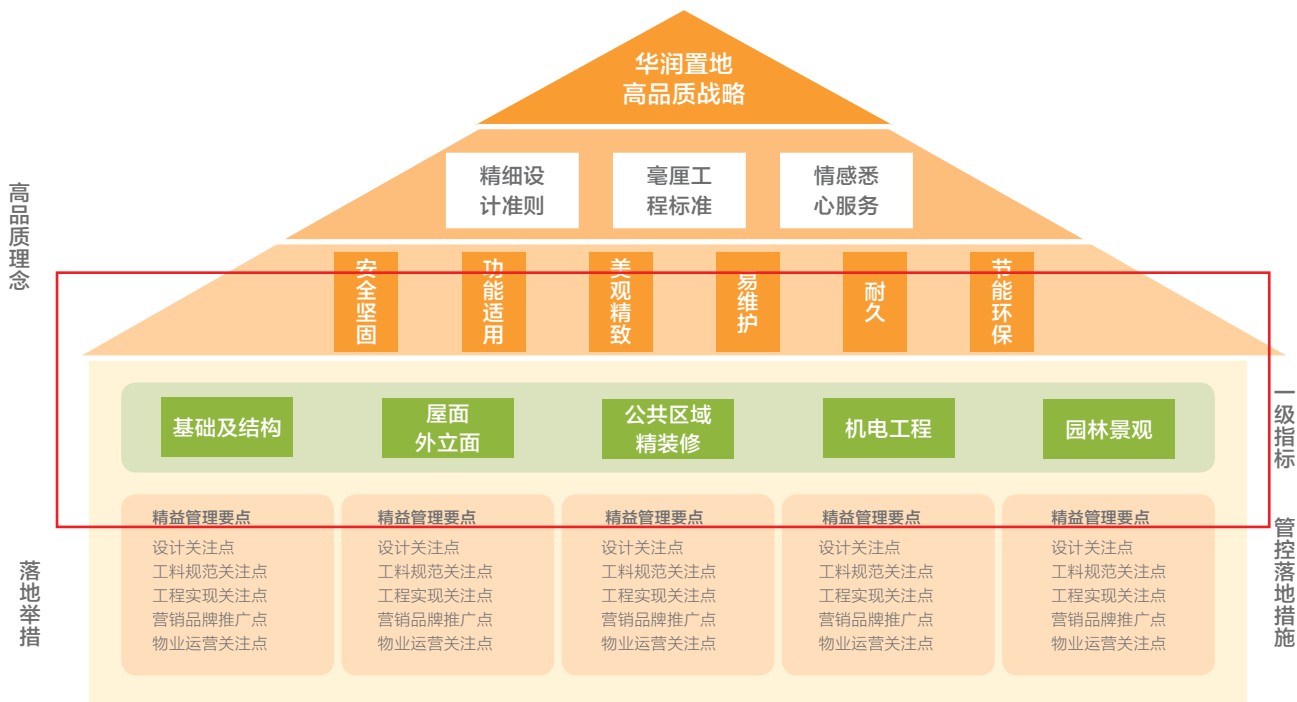 华润置地
高品质战略
精细设
计准则
毫厘工
程标准
情感悉
心服务
高品质理念
安全坚固
功能适用
美观精致
易维护
耐久
节能环保
基础及结构
屋面
外立面
公共区域
精装修
机电工程
园林景观
一级指标
精益管理要点
设计关注点
工料规范关注点
工程实现关注点
营销品牌推广点
物业运营关注点
精益管理要点
设计关注点
工料规范关注点
工程实现关注点
营销品牌推广点
物业运营关注点
精益管理要点
设计关注点
工料规范关注点
工程实现关注点
营销品牌推广点
物业运营关注点
精益管理要点
设计关注点
工料规范关注点
工程实现关注点
营销品牌推广点
物业运营关注点
精益管理要点
设计关注点
工料规范关注点
工程实现关注点
营销品牌推广点
物业运营关注点
落地举措
管控落地措施